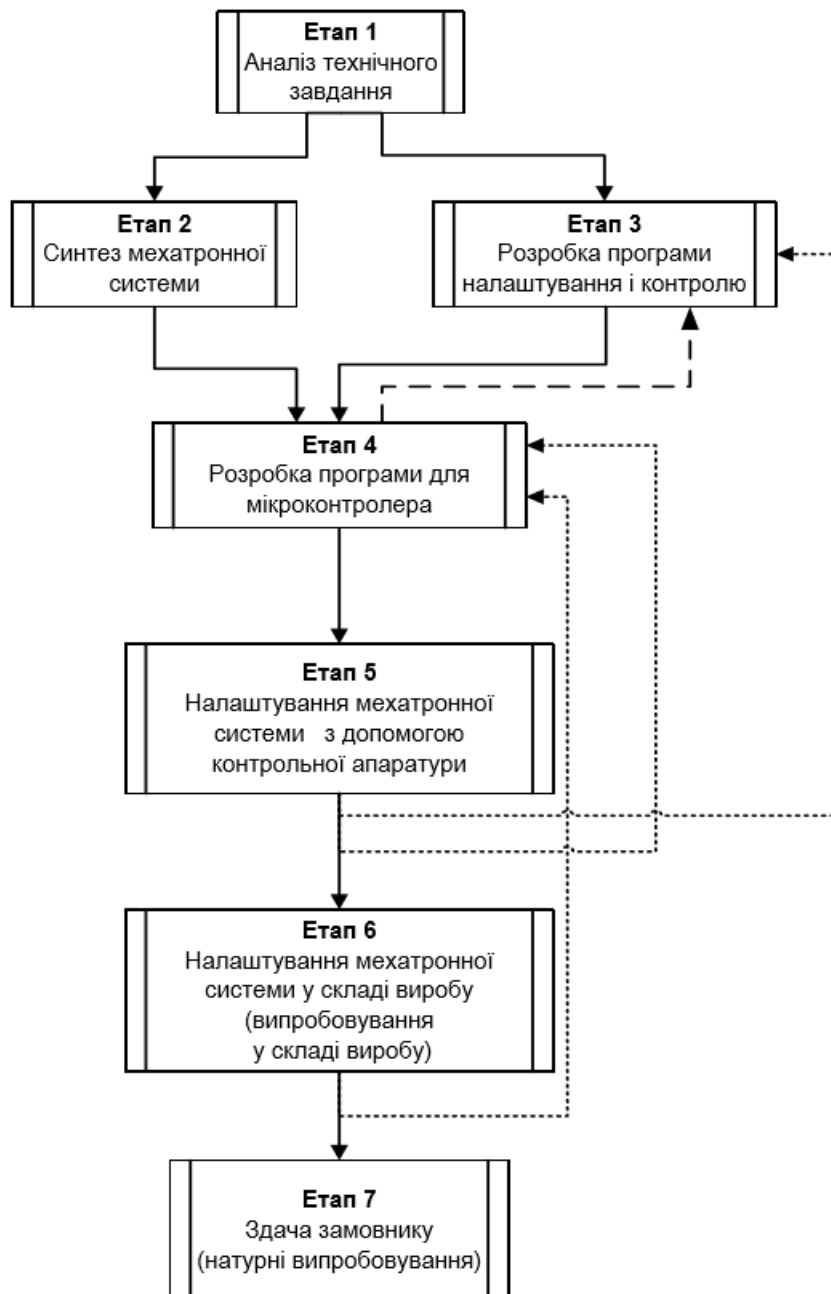 Етап 1
Аналіз технічного
завдання
Етап 2
Синтез мехатронної
системи
Етап 3
Розробка програми
налаштування і контролю
Етап 4
Розробка програми для
мікроконтролера
Етап 5
Налаштування мехатронної
системи з допомогою
контрольної апаратури
Етап 6
Налаштування мехатронної
системи у складі виробу
(випробовування
у складі виробу)
Етап 7
Здача замовнику
(натурні випробовування)